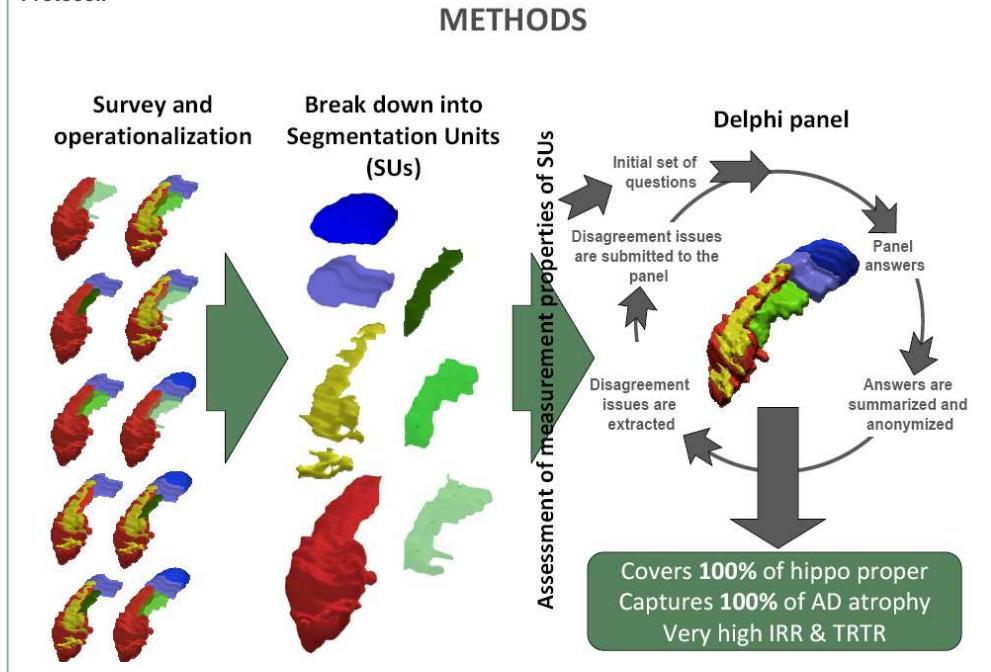 METHODS
Survey and
operationalization
Break down into
Segmentation Units
(SUs)
Assessment of measurement properties of SUs
Delphi panel
Initial set of
questions
Panel
answers
Answers are
summarized and
anonymized
Disagreement
issues are
extracted
Disagreement issues
are submitted to the
panel
Covers 100% of hippo proper
Captures 100% of AD atrophy
Very high IRR & TRTR